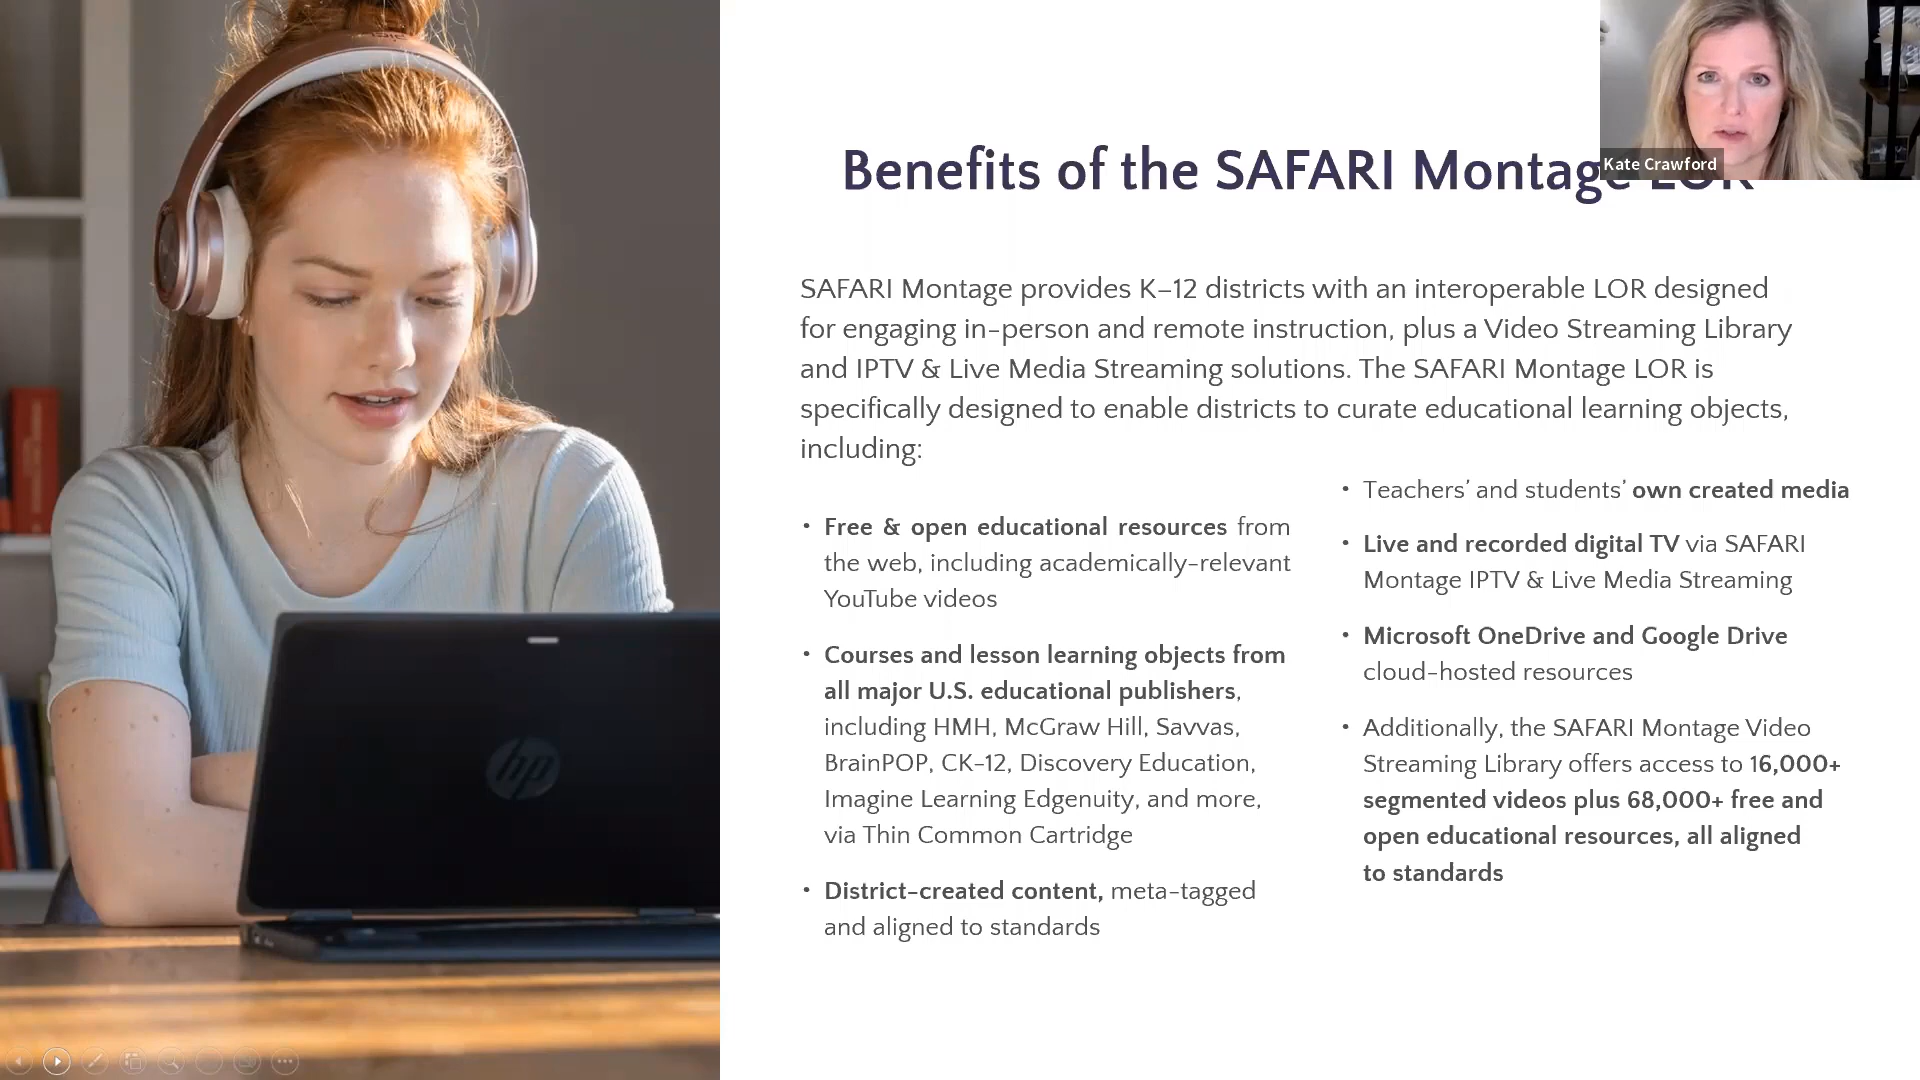 Kate Crawford
Benefits of the SAFARI Montage LOR
SAFARI Montage provides K–12 districts with an interoperable LOR designed
for engaging in-person and remote instruction, plus a Video Streaming Library
and IPTV & Live Media Streaming solutions. The SAFARI Montage LOR is
specifically designed to enable districts to curate educational learning objects,
including:
• Free & open educational resources from
the web, including academically-relevant
YouTube videos
• Courses and lesson learning objects from
all major U.S. educational publishers,
including HMH, McGraw Hill, Savvas,
BrainPOP, CK-12, Discovery Education,
Imagine Learning Edgenuity, and more,
via Thin Common Cartridge
• District-created content, meta-tagged
and aligned to standards
• Teachers’ and students’ own created media
• Live and recorded digital TV via SAFARI
Montage IPTV & Live Media Streaming
• Microsoft OneDrive and Google Drive
cloud-hosted resources
• Additionally, the SAFARI Montage Video
Streaming Library offers access to 16,000+
segmented videos plus 68,000+ free and
open educational resources, all aligned
to standards
hp